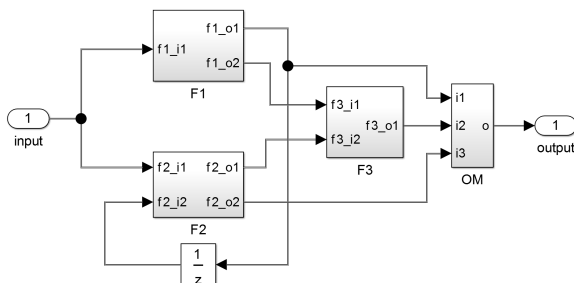 1
input
f1_i1
f1_o1
f1_o2
F1
f2_i1
f2_i2
f2_o1
f2_o2
F2
f3_i1
f3_i2
f3_o1
F3
i1
i2
i3
o
OM
1
output
1
z